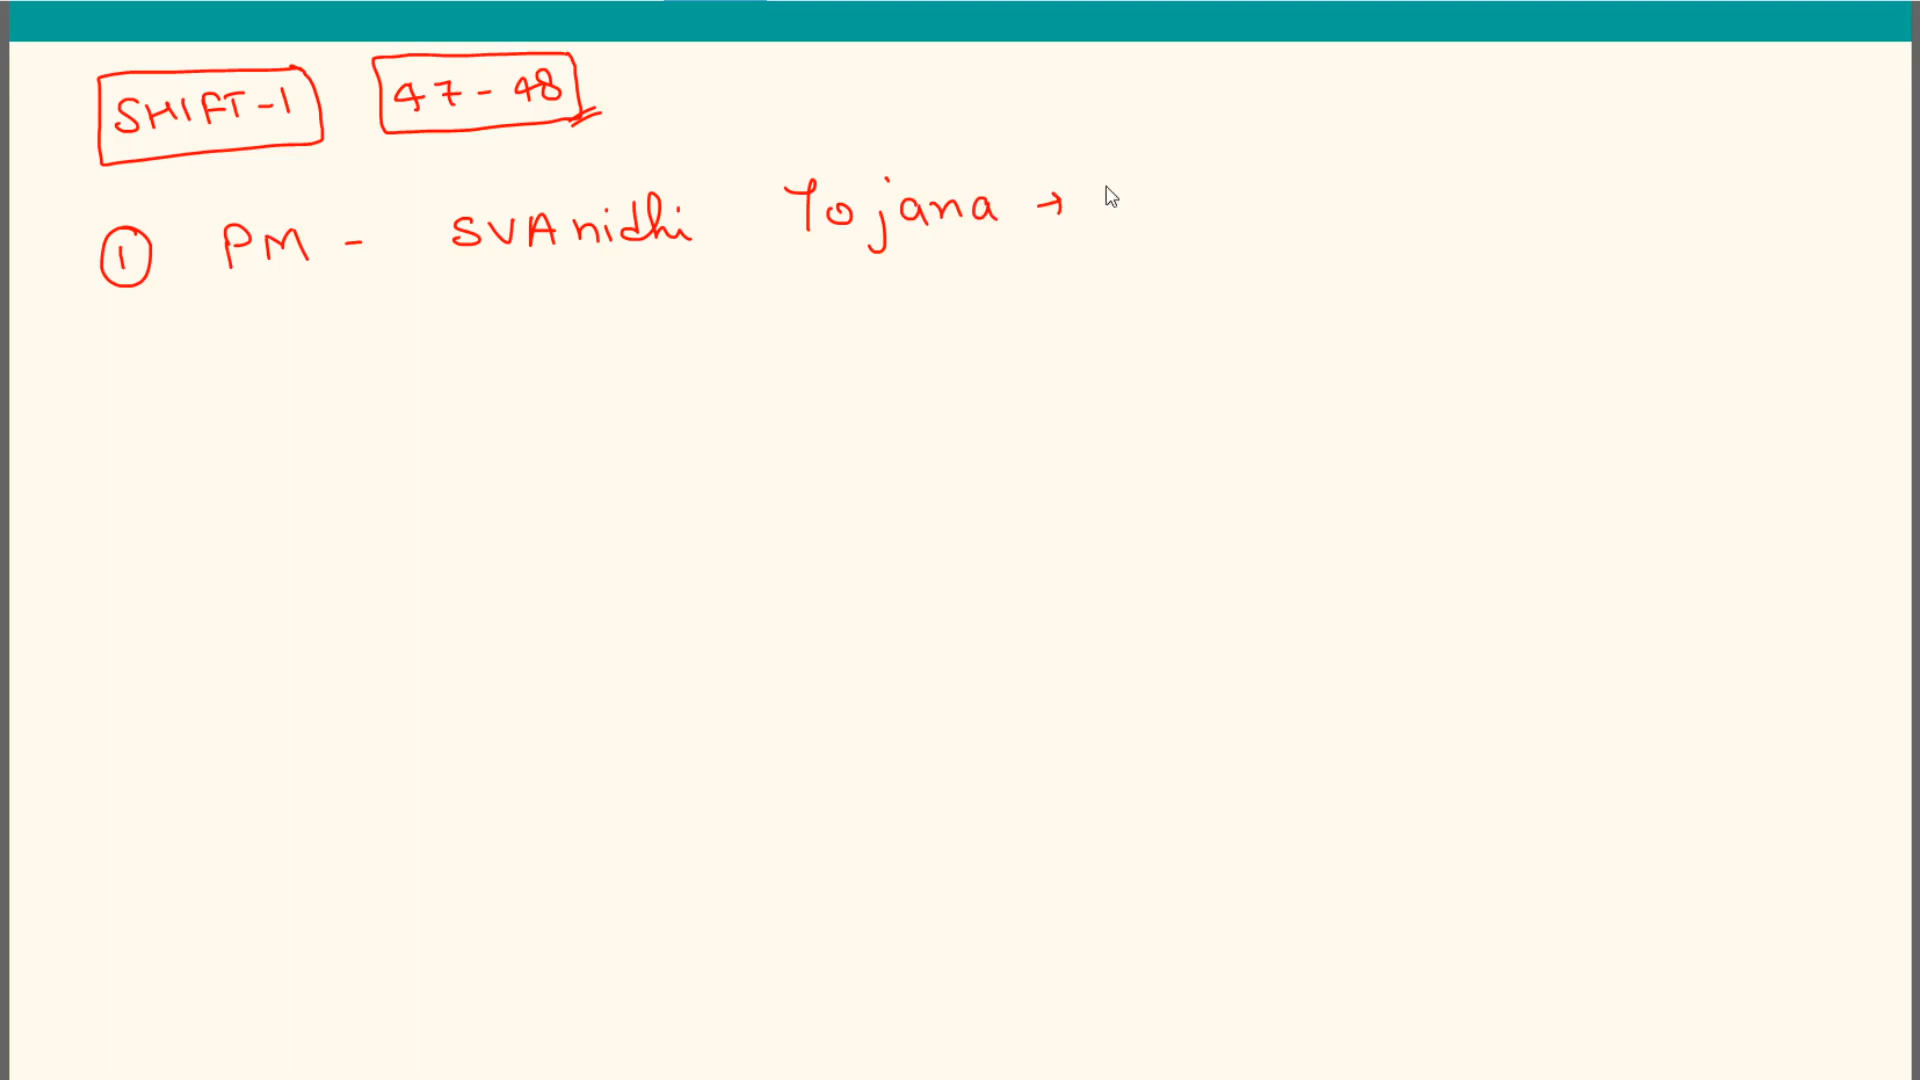 SHIFT-1 47-48
① PM - SVAnidhi Yojana →